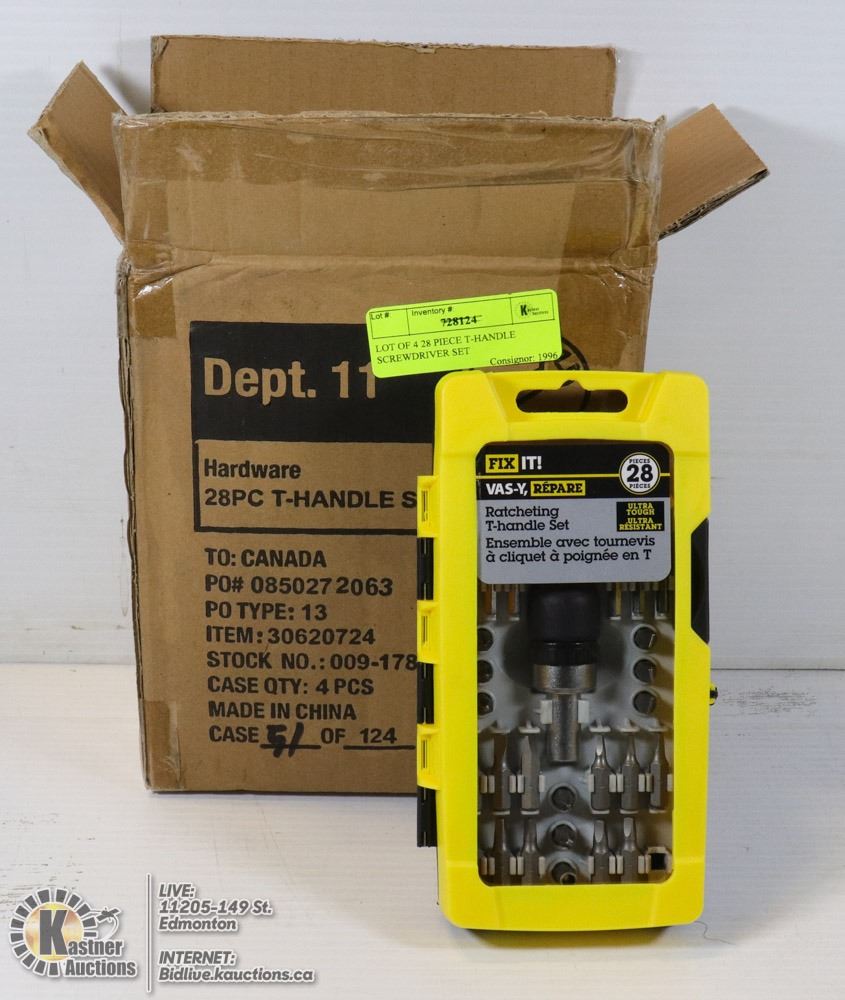 Lot #:
Inventory #:
728124
Kastner Auctions
LOT OF 4 28 PIECE T-HANDLE
SCREWDRIVER SET
Consignor: 1996
Dept. 11
Hardware
28PC T-HANDLE S
TO: CANADA
PO# 0850272063
PO TYPE: 13
ITEM: 30620724
STOCK NO.: 009-178
CASE QTY: 4 PCS
MADE IN CHINA
CASE 51 OF 124
FIX IT!
VAS-Y, RÉPARE
PIECES
28
PIÈCES
Ratcheting
T-handle Set
ULTRA
TOUGH
ULTRA
RÉSISTANT
Ensemble avec tournevis
à cliquet à poignée en T
Kastner
Auctions
LIVE:
11205-149 St.
Edmonton
INTERNET:
Bidlive.kauctions.ca